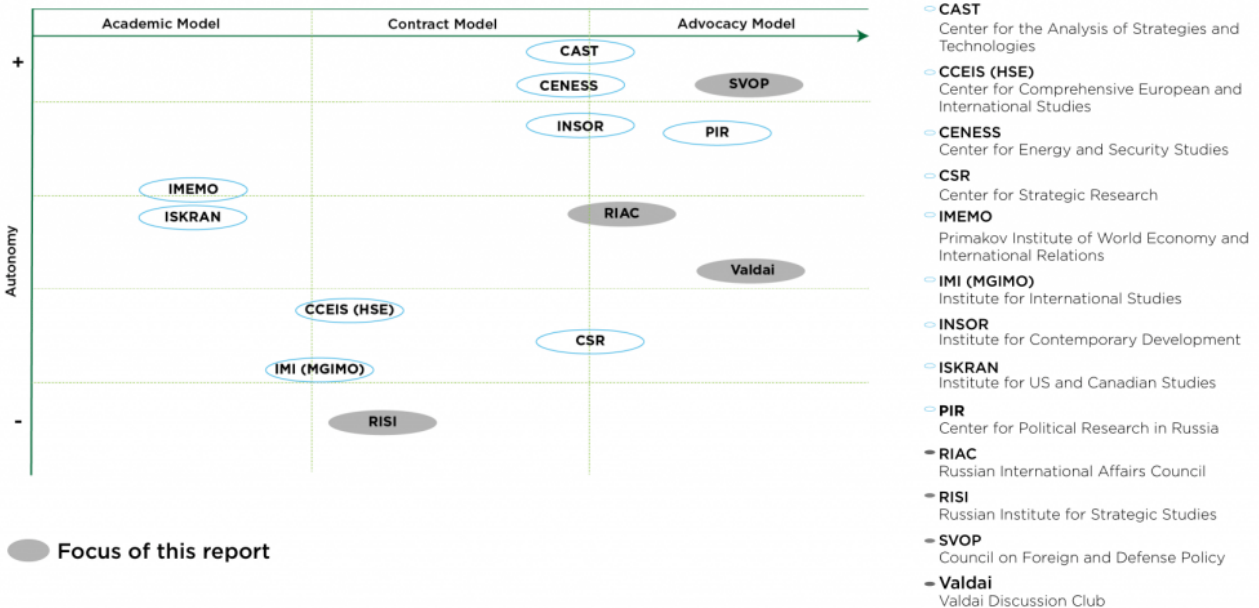 Academic Model
Contract Model
Advocacy Model
+
Autonomy
-
CAST
CENESS
SVOP
INSOR
PIR
IMEMO
ISKRAN
RIAC
Valdai
CCEIS (HSE)
CSR
IMI (MGIMO)
RISI
Focus of this report
CAST
Center for the Analysis of Strategies and
Technologies
CCEIS (HSE)
Center for Comprehensive European and
International Studies
CENESS
Center for Energy and Security Studies
CSR
Center for Strategic Research
IMEMO
Primakov Institute of World Economy and
International Relations
IMI (MGIMO)
Institute for International Studies
INSOR
Institute for Contemporary Development
ISKRAN
Institute for US and Canadian Studies
PIR
Center for Political Research in Russia
RIAC
Russian International Affairs Council
RISI
Russian Institute for Strategic Studies
SVOP
Council on Foreign and Defense Policy
Valdai
Valdai Discussion Club